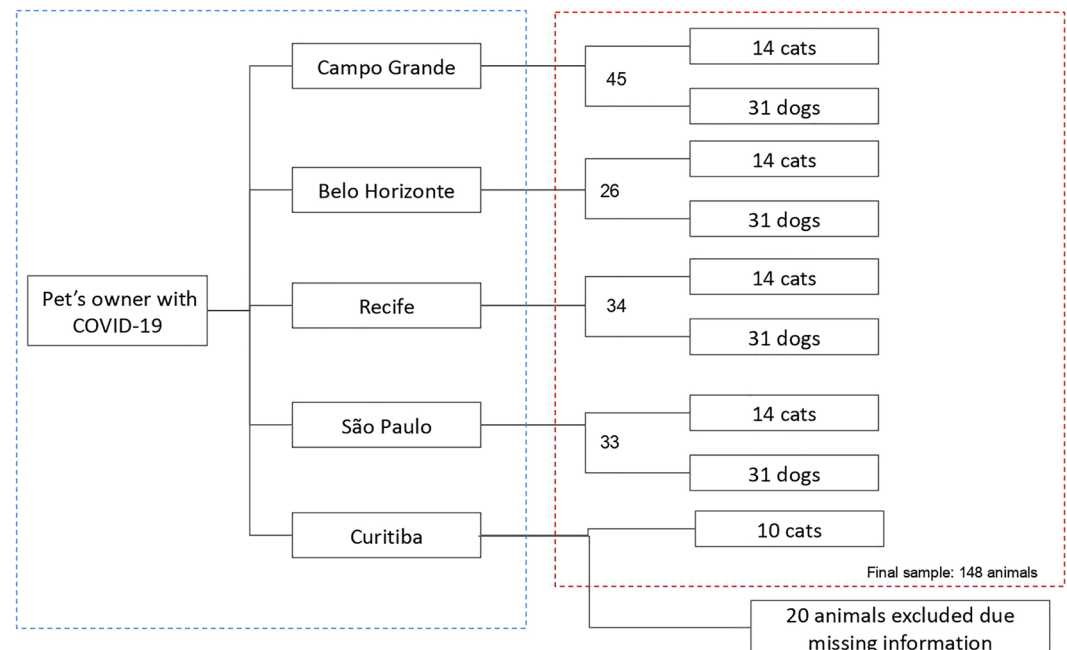 Campo Grande
45
14 cats
31 dogs
Belo Horizonte
26
14 cats
31 dogs
Pet’s owner with
COVID-19
Recife
34
14 cats
31 dogs
São Paulo
33
14 cats
31 dogs
Curitiba
10 cats
Final sample: 148 animals
20 animals excluded due
missing information